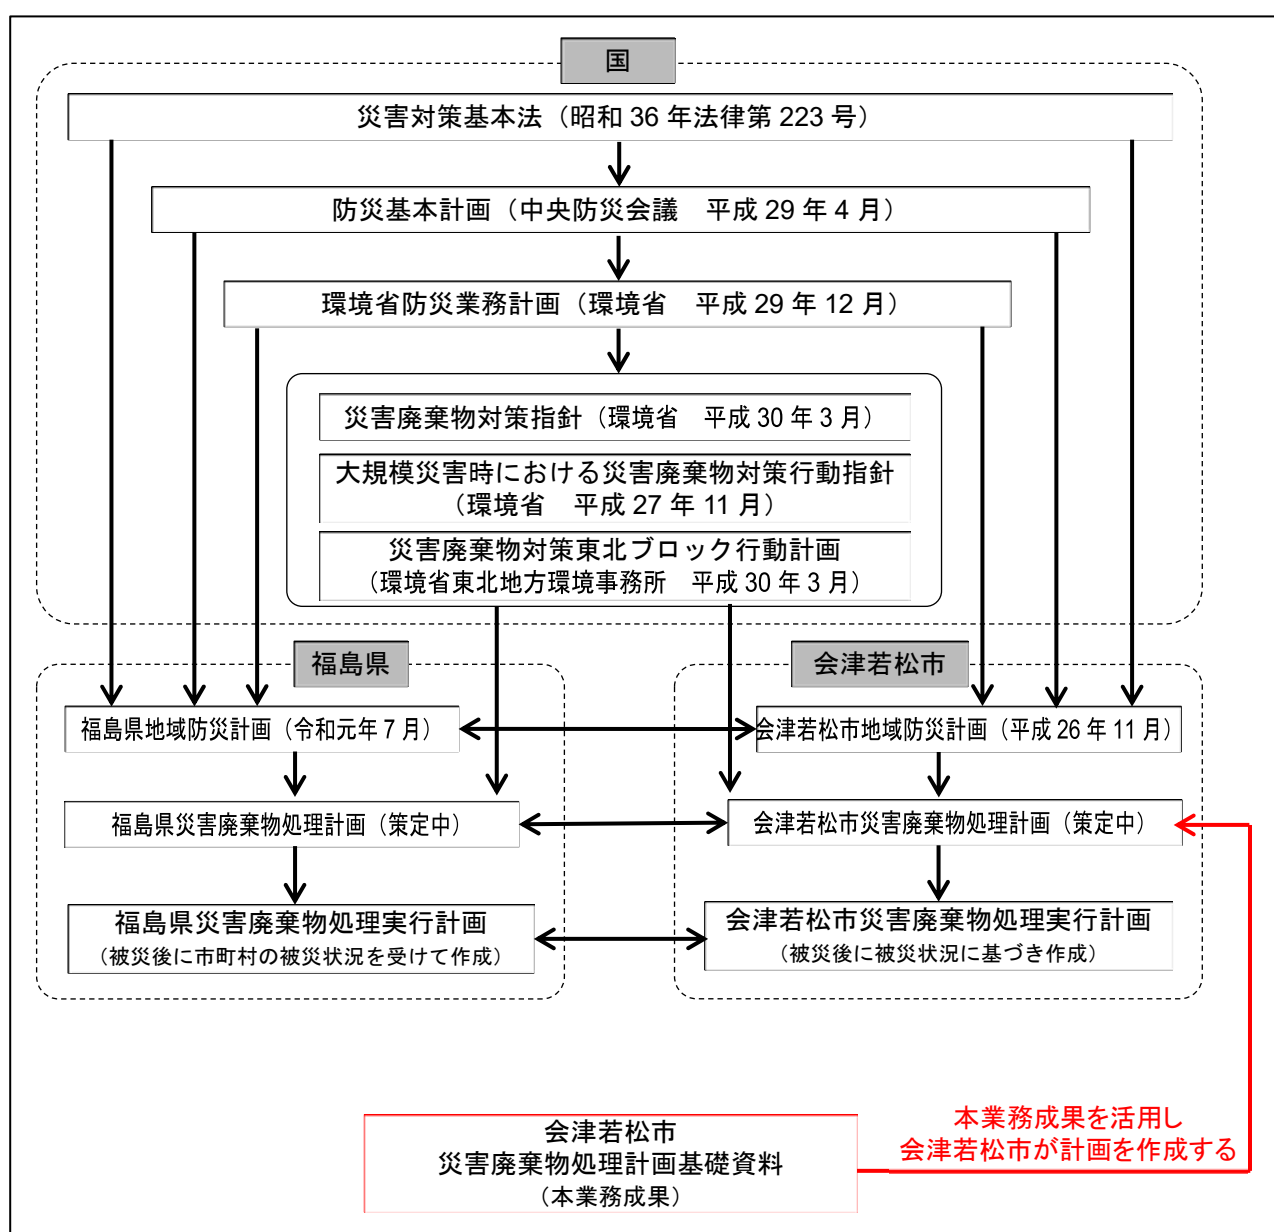 国
災害対策基本法（昭和 36 年法律第 223 号）
防災基本計画（中央防災会議　平成 29 年 4 月）
環境省防災業務計画（環境省　平成 29 年 12 月）
災害廃棄物対策指針（環境省　平成 30 年 3 月）
大規模災害時における災害廃棄物対策行動指針
（環境省　平成 27 年 11 月）
災害廃棄物対策東北ブロック行動計画
（環境省東北地方環境事務所　平成 30 年 3 月）
福島県
福島県地域防災計画（令和元年 7 月）
福島県災害廃棄物処理計画（策定中）
福島県災害廃棄物処理実行計画
（被災後に市町村の被災状況を受けて作成）
会津若松市
会津若松市地域防災計画（平成 26 年 11 月）
会津若松市災害廃棄物処理計画（策定中）
会津若松市災害廃棄物処理実行計画
（被災後に被災状況に基づき作成）
会津若松市
災害廃棄物処理計画基礎資料
（本業務成果）
本業務成果を活用し
会津若松市が計画を作成する